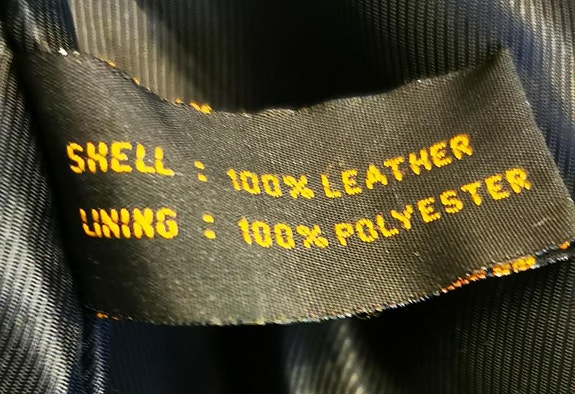 SHELL : 100% LEATHER
LINING : 100% POLYESTER